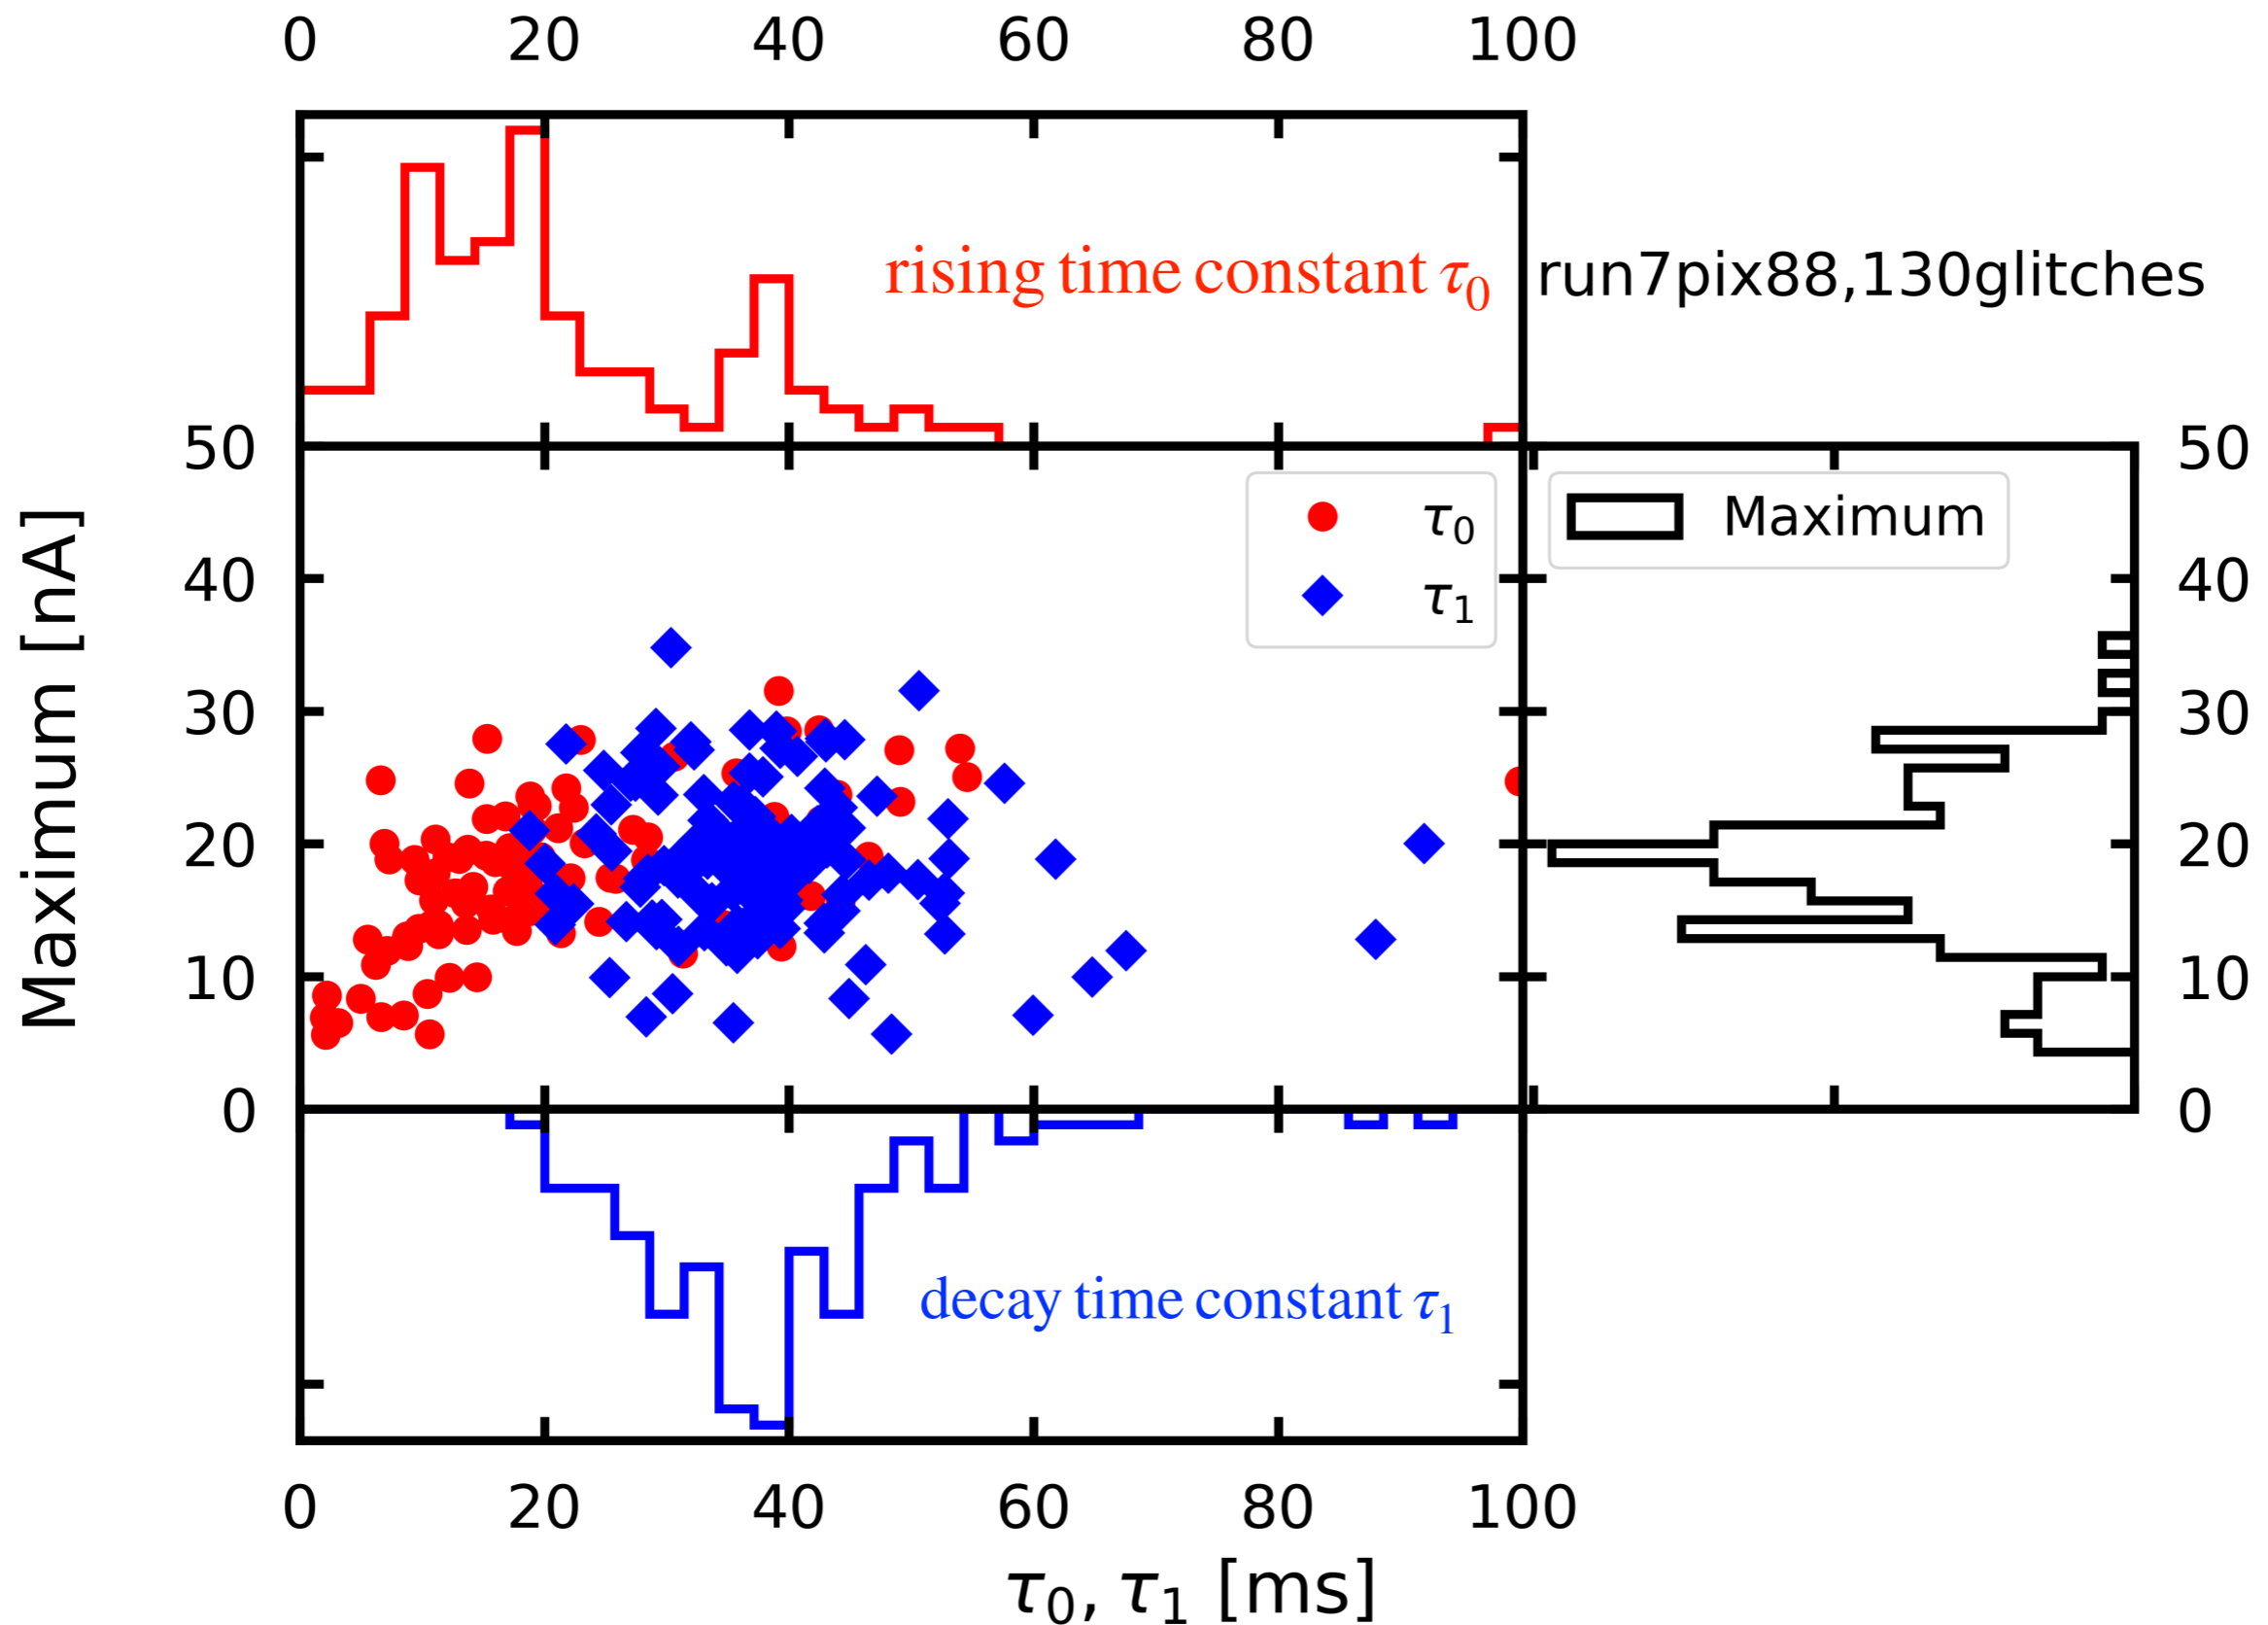 0 20 40 60 80 100
rising time constant τ0
run7pix88,130glitches
50 40 30 20 10 0
Maximum [nA]
τ0
τ1
Maximum
50 40 30 20 10 0
decay time constant τ1
0 20 40 60 80 100
τ0, τ1 [ms]